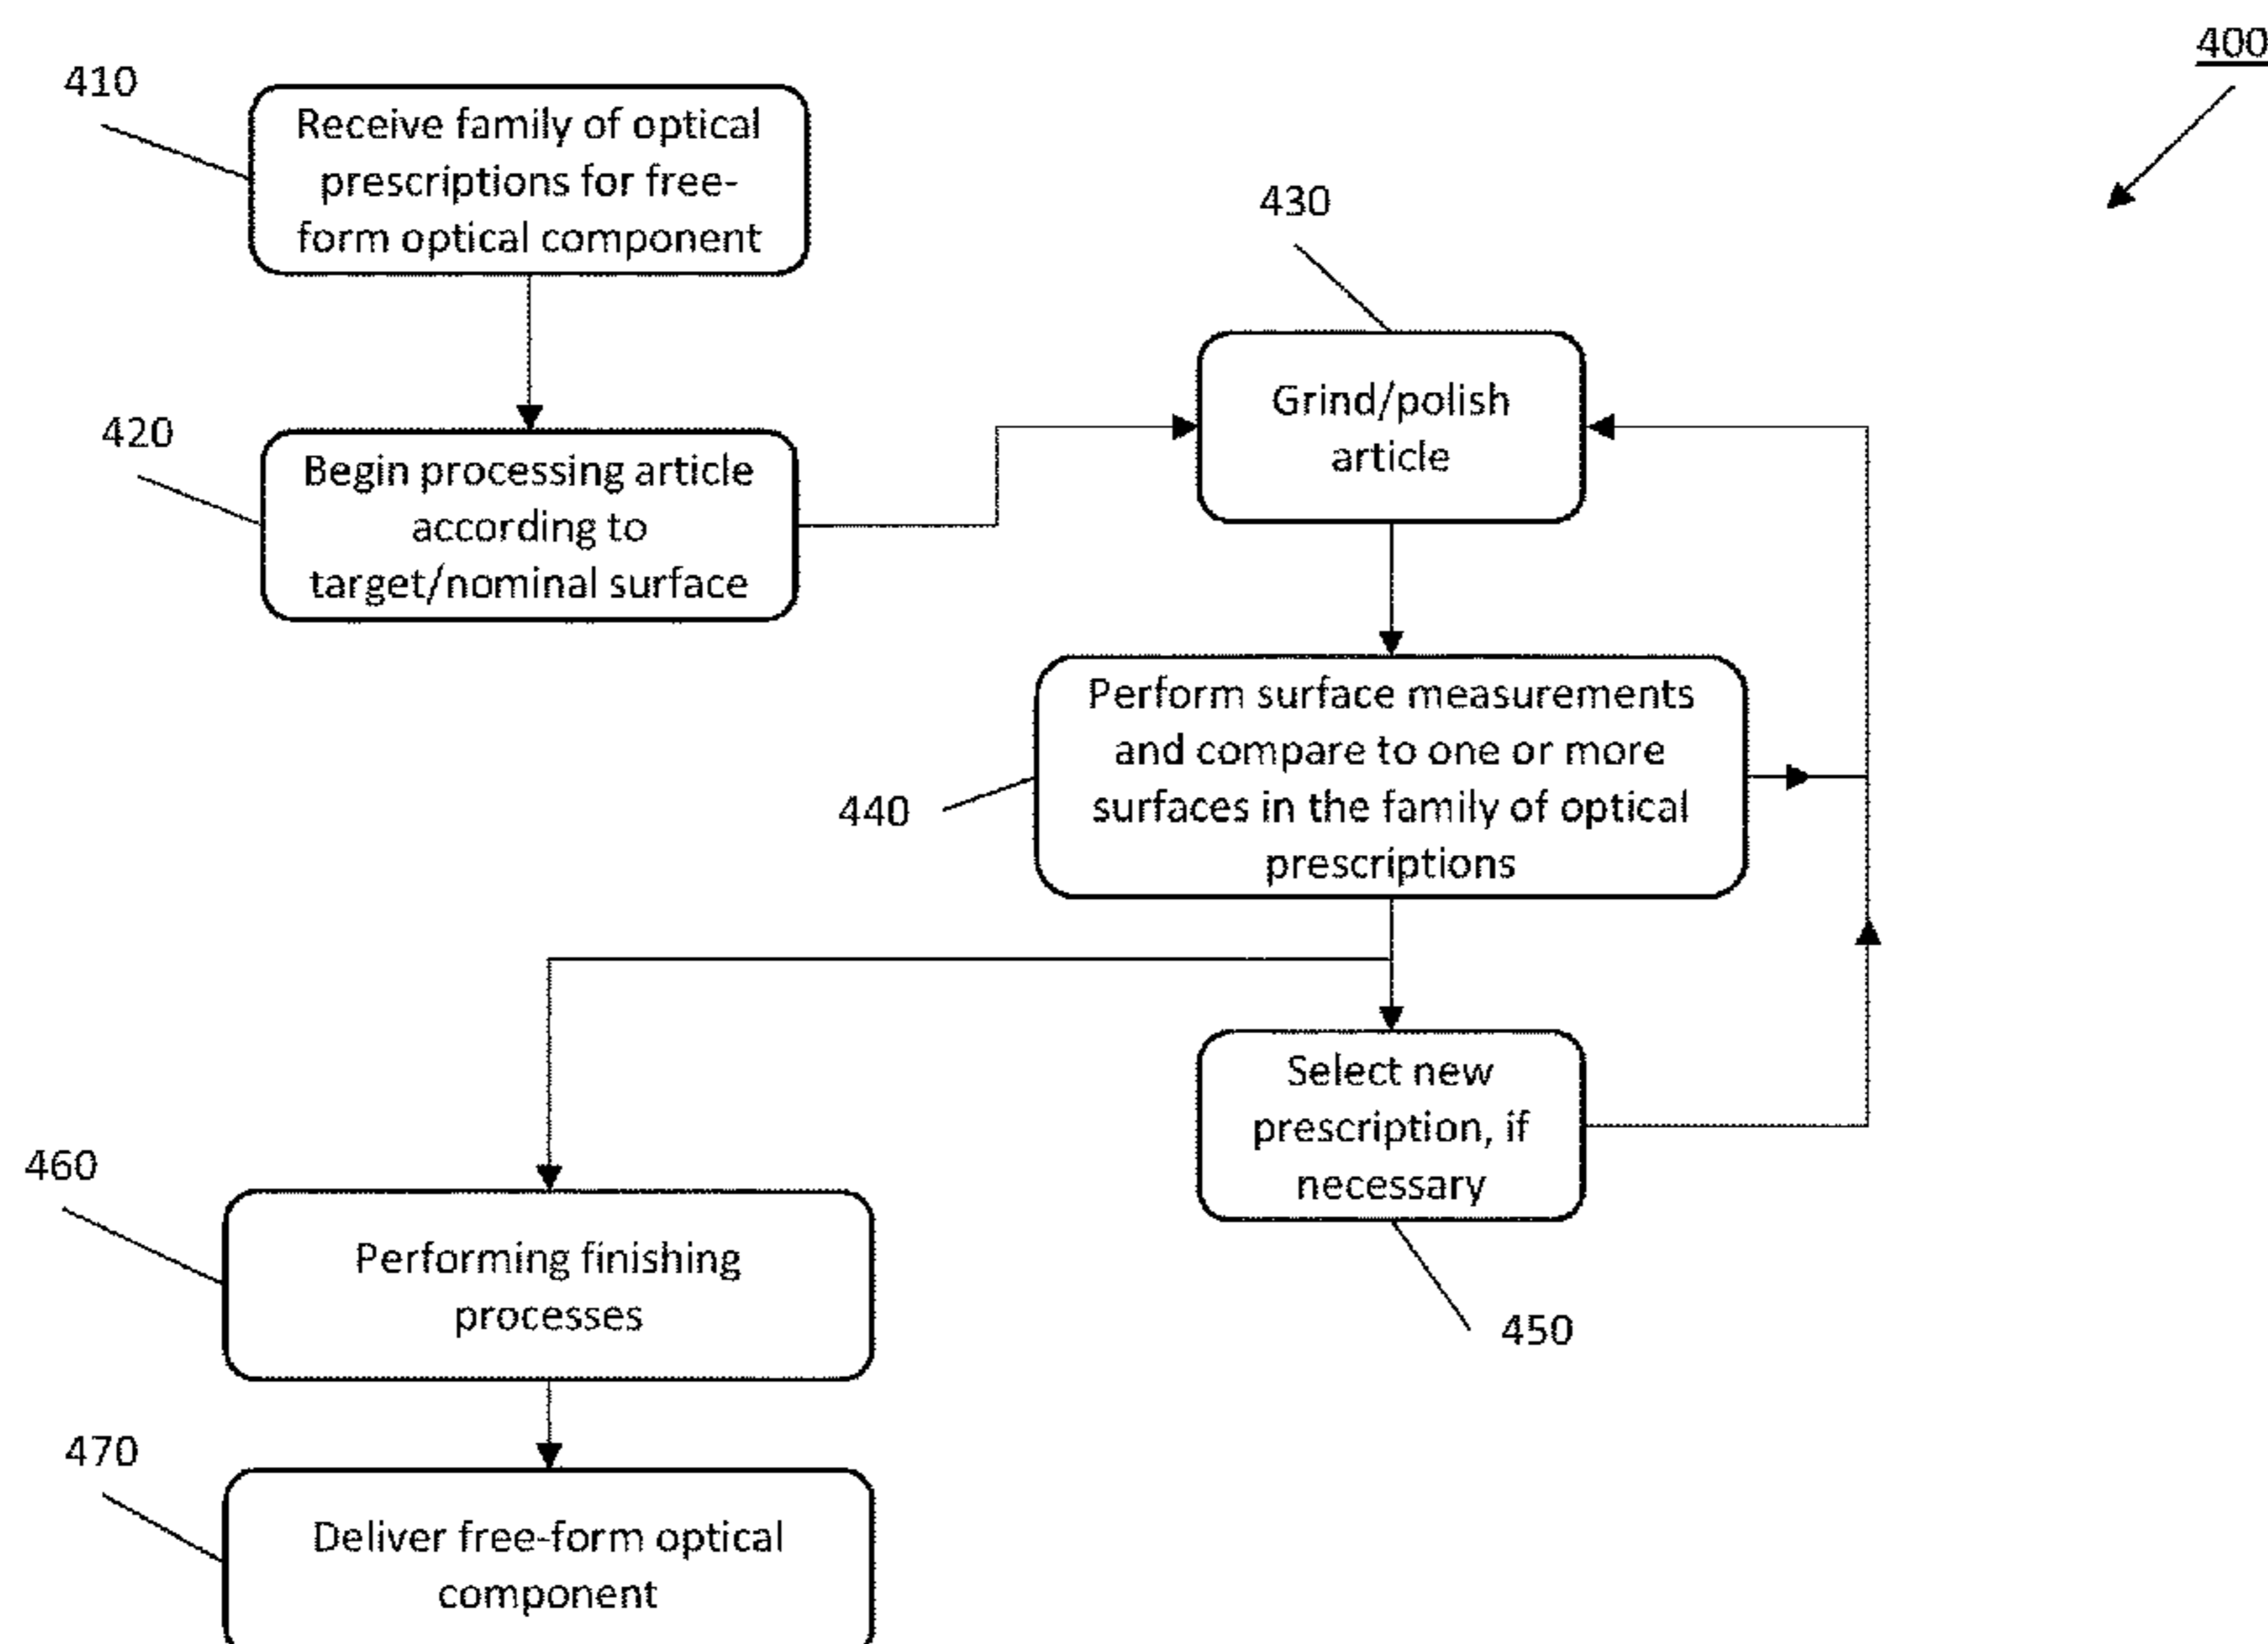 400
410
Receive family of optical
prescriptions for free-
form optical component
420
Begin processing article
according to
target/nominal surface
430
Grind/polish
article
440
Perform surface measurements
and compare to one or more
surfaces in the family of optical
prescriptions
450
Select new
prescription, if
necessary
460
Performing finishing
processes
470
Deliver free-form optical
component